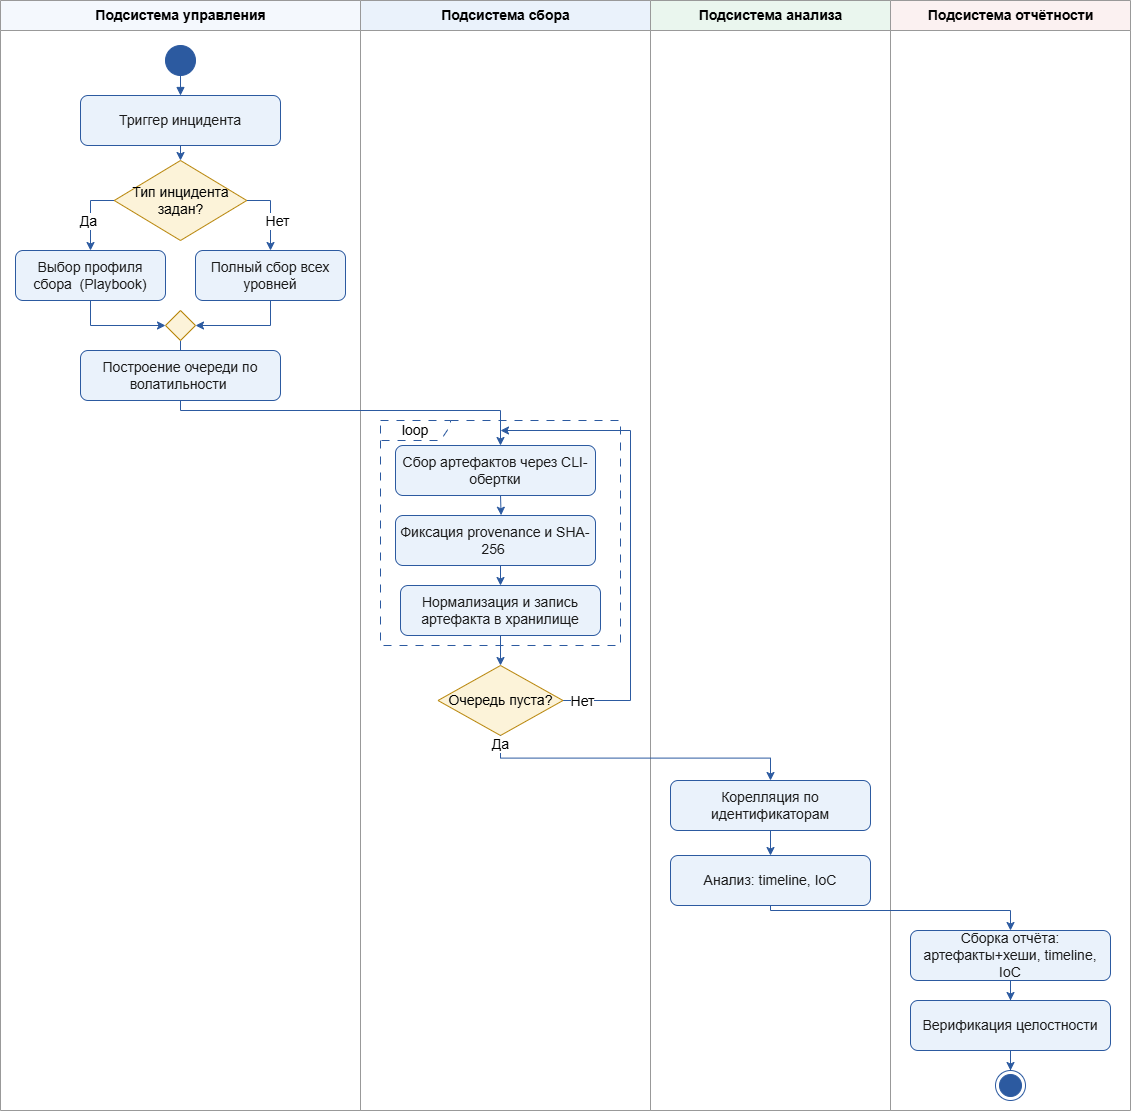 Подсистема управления
Подсистема сбора
Подсистема анализа
Подсистема отчётности
Триггер инцидента
Тип инцидента
задан?
Да
Нет
Выбор профиля
сбора (Playbook)
Полный сбор всех
уровней
Построение очереди по
волатильности
loop
Сбор артефактов через CLI-
обертки
Фиксация provenance и SHA-
256
Нормализация и запись
артефакта в хранилище
Очередь пуста?
Нет
Да
Корелляция по
идентификаторам
Анализ: timeline, IoC
Сборка отчёта:
артефакты+хеши, timeline,
IoC
Верификация целостности